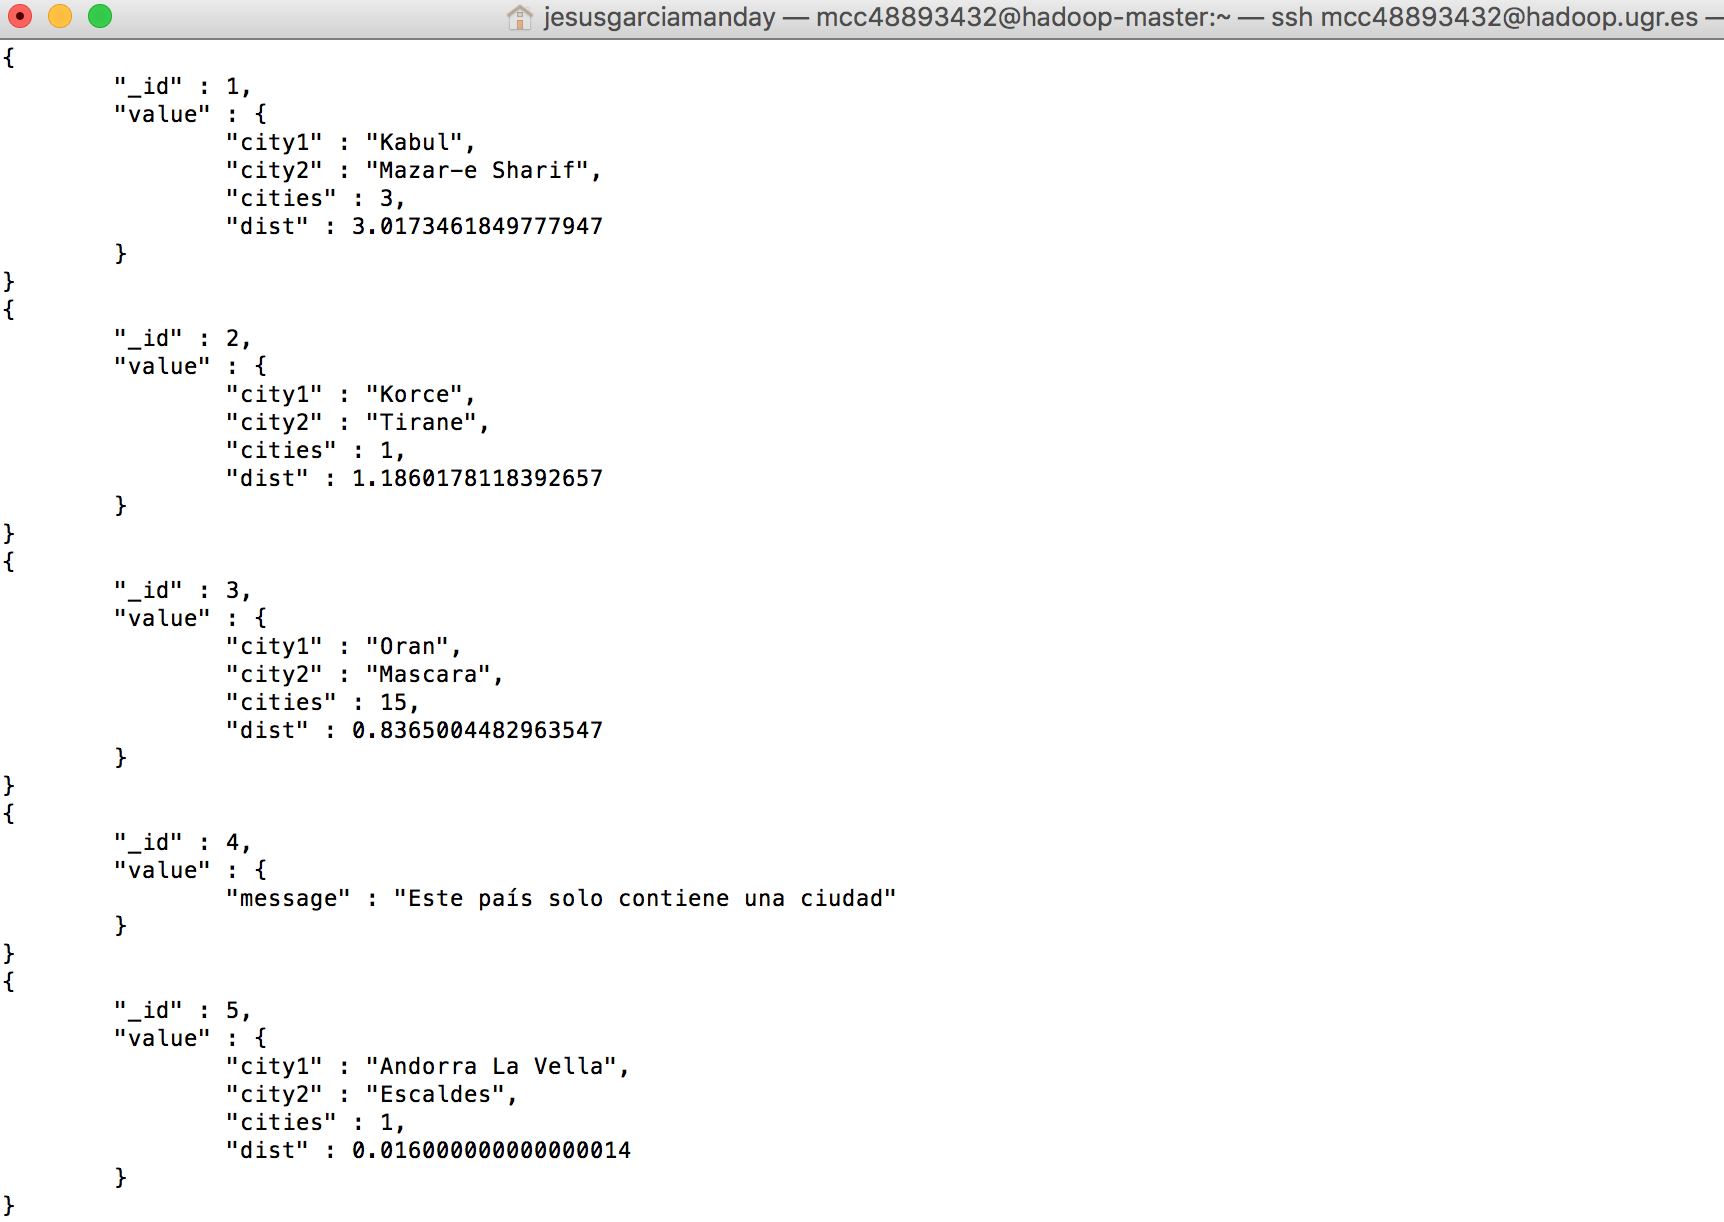 jesusgarciamanday — mcc48893432@hadoop-master:~ — ssh mcc48893432@hadoop.ugr.es —
{
"_id" : 1,
"value" : {
"city1" : "Kabul",
"city2" : "Mazar-e Sharif",
"cities" : 3,
"dist" : 3.0173461849777947
}
}
{
"_id" : 2,
"value" : {
"city1" : "Korce",
"city2" : "Tirane",
"cities" : 1,
"dist" : 1.1860178118392657
}
}
{
"_id" : 3,
"value" : {
"city1" : "Oran",
"city2" : "Mascara",
"cities" : 15,
"dist" : 0.8365004482963547
}
}
{
"_id" : 4,
"value" : {
"message" : "Este país solo contiene una ciudad"
}
}
{
"_id" : 5,
"value" : {
"city1" : "Andorra La Vella",
"city2" : "Escaldes",
"cities" : 1,
"dist" : 0.016000000000000014
}
}